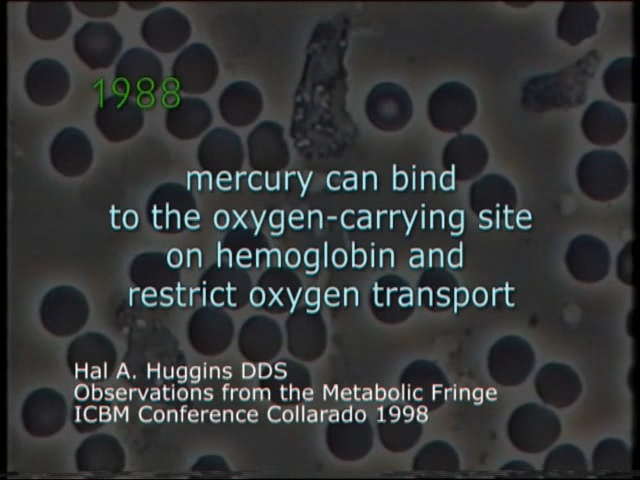 1988
mercury can bind
to the oxygen-carrying site
on hemoglobin and
restrict oxygen transport
Hal A. Huggins DDS
Observations from the Metabolic Fringe
ICBM Conference Collarado 1998